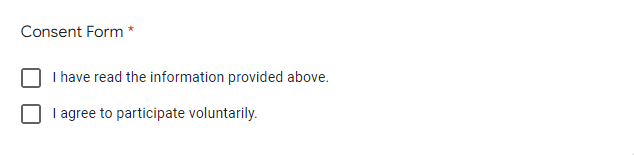 Consent Form *
I have read the information provided above.
I agree to participate voluntarily.